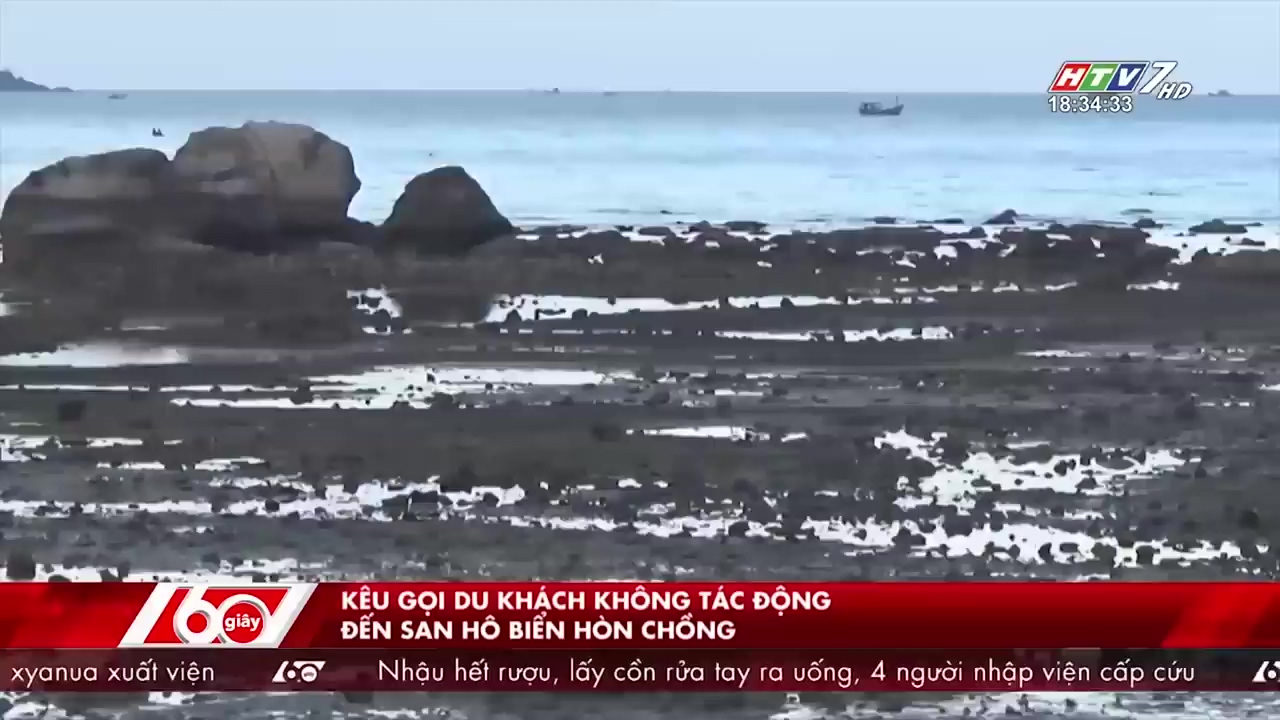 HTV7 HD
18:34:33
60 giây
KÊU GỌI DU KHÁCH KHÔNG TÁC ĐỘNG
ĐẾN SAN HÔ BIỂN HÒN CHỒNG
xyanua xuất viện 60 giây Nhậu hết rượu, lấy cồn rửa tay ra uống, 4 người nhập viện cấp cứu